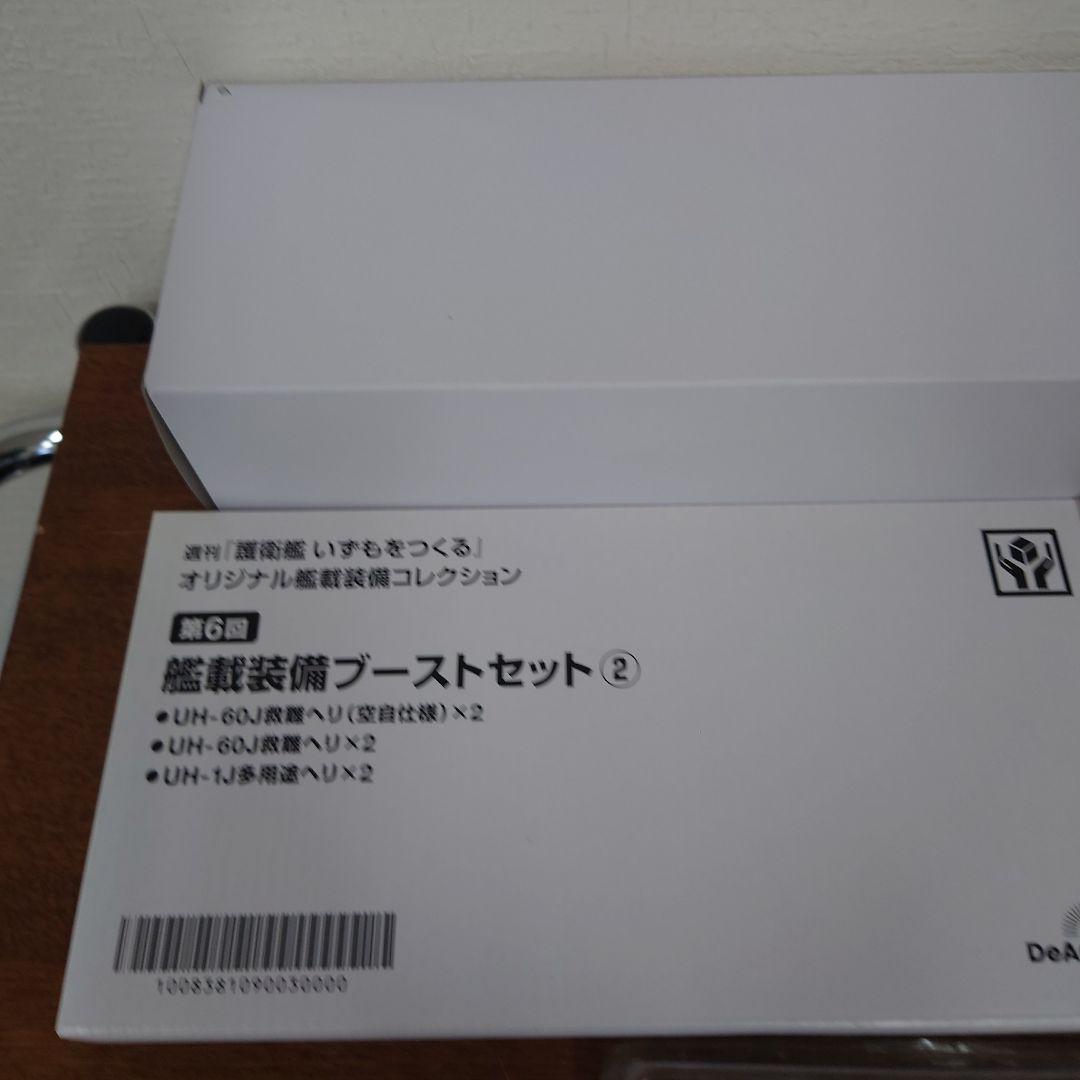 週刊『護衛艦 いずもをつくる』
オリジナル艦載装備コレクション
第6回
艦載装備ブーストセット②
●UH-60J救難ヘリ(空自仕様)×2
●UH-60J救難ヘリ×2
●UH-1J多用途ヘリ×2
1008381090030000
DeA